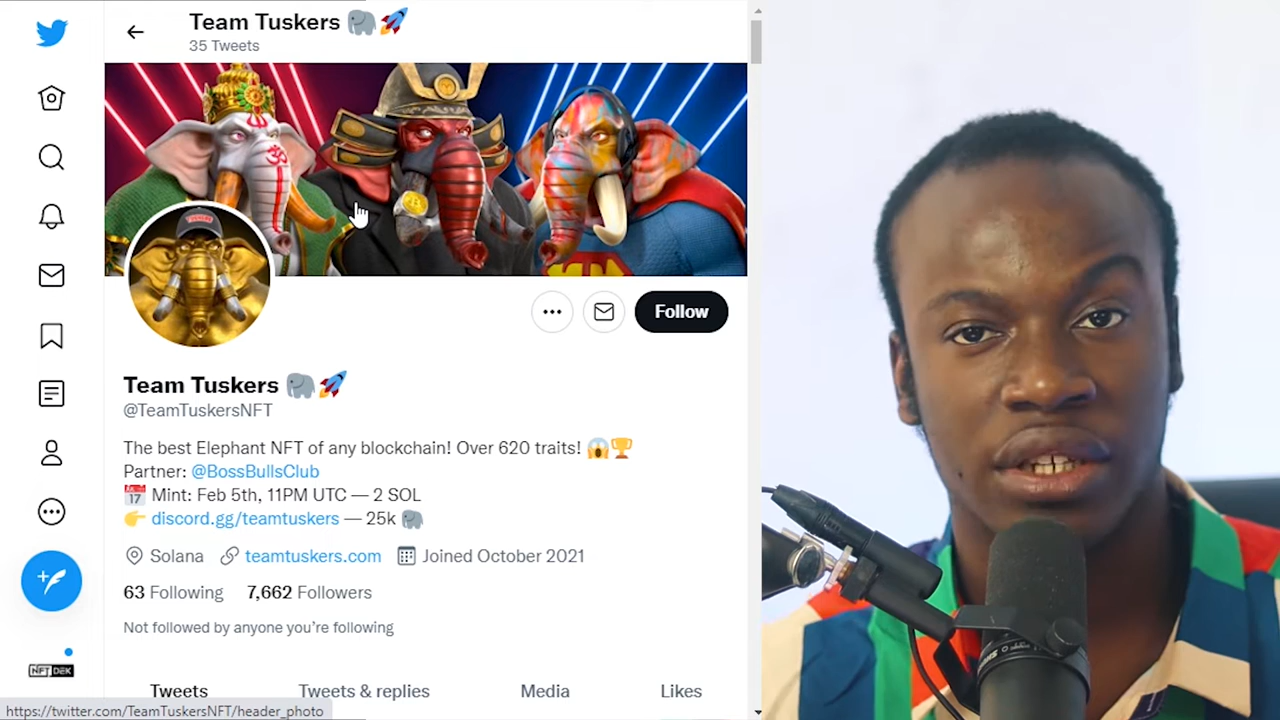 Team Tuskers 🐘🚀
35 Tweets
Follow
Team Tuskers 🐘🚀
@TeamTuskersNFT
The best Elephant NFT of any blockchain! Over 620 traits! 😱🏆
Partner: @BossBullsClub
📅 Mint: Feb 5th, 11PM UTC — 2 SOL
👉 discord.gg/teamtuskers — 25k 🐘
Solana teamtuskers.com Joined October 2021
63 Following 7,662 Followers
Not followed by anyone you're following
NFT DEK
Tweets Tweets & replies Media Likes
https://twitter.com/TeamTuskersNFT/header_photo